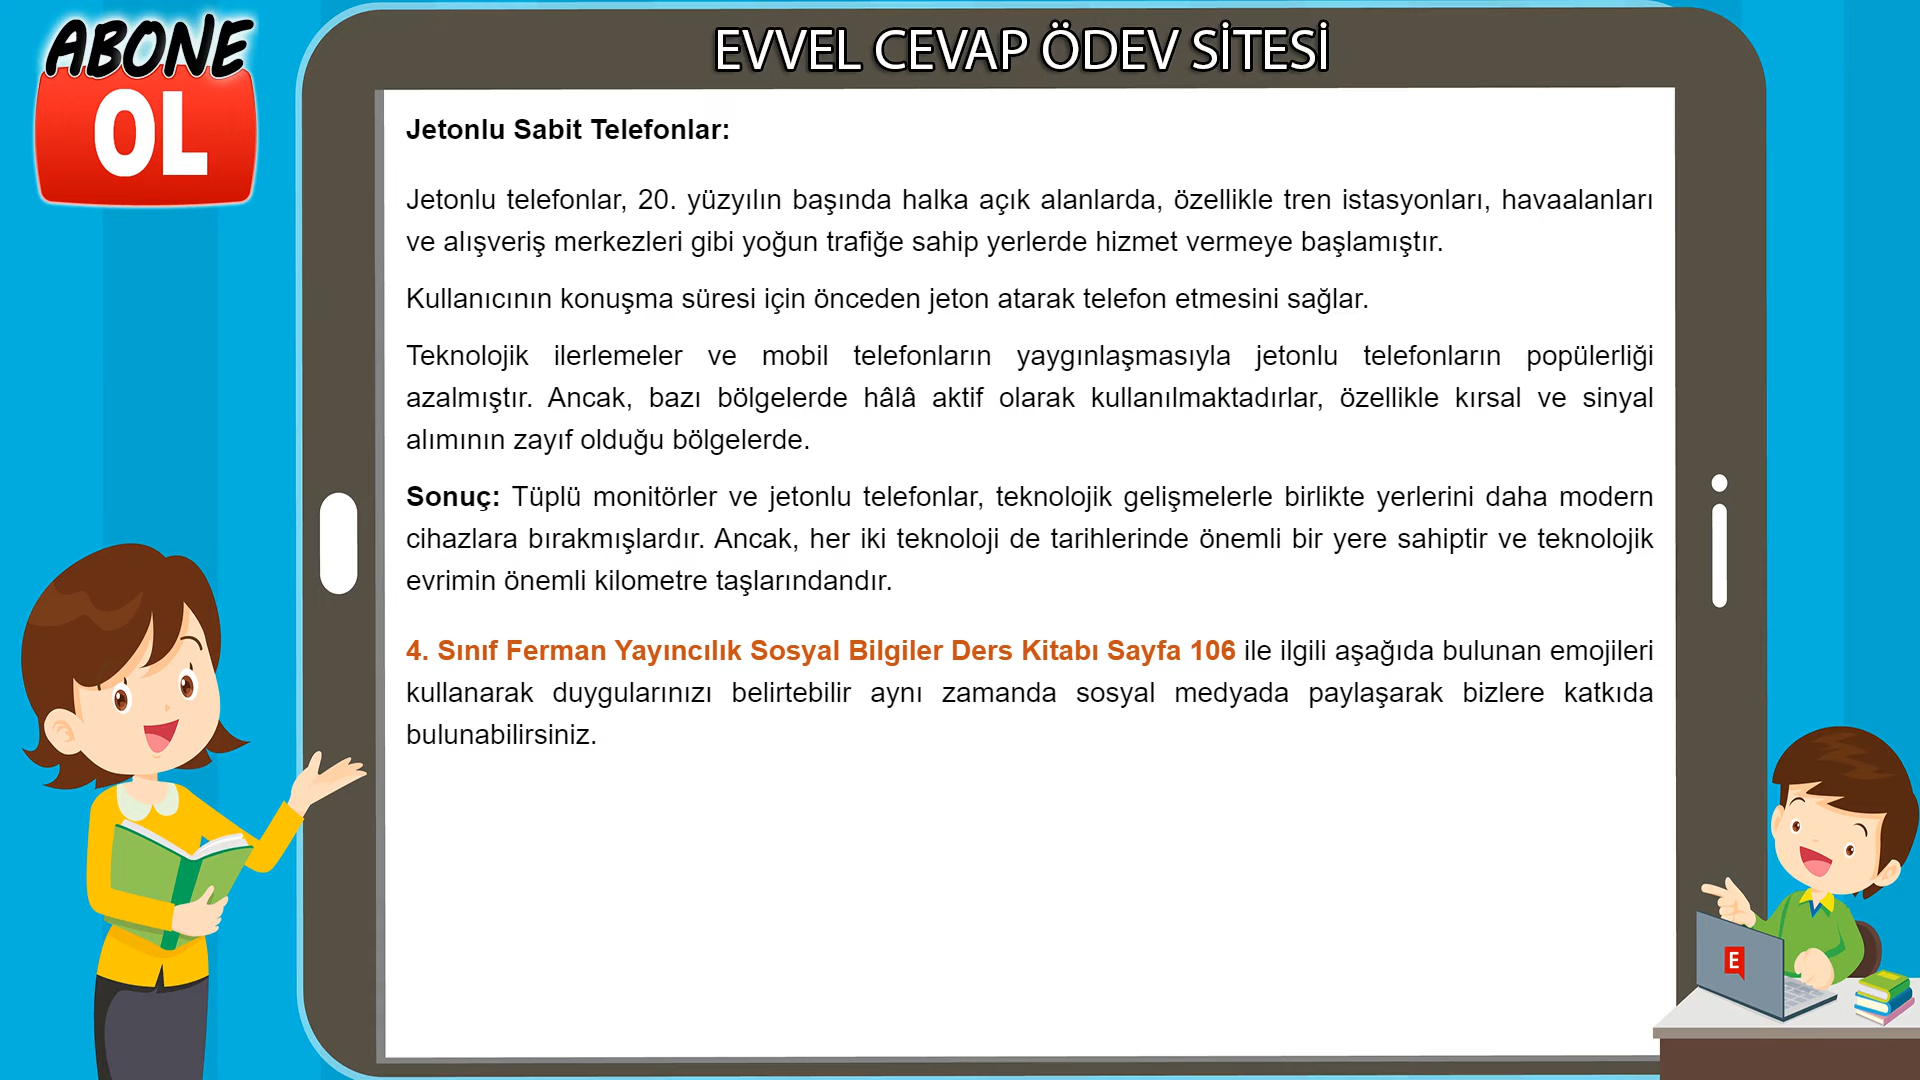 ABONE
OL
EVVEL CEVAP ÖDEV SİTESİ
Jetonlu Sabit Telefonlar:
Jetonlu telefonlar, 20. yüzyılın başında halka açık alanlarda, özellikle tren istasyonları, havaalanları
ve alışveriş merkezleri gibi yoğun trafiğe sahip yerlerde hizmet vermeye başlamıştır.
Kullanıcının konuşma süresi için önceden jeton atarak telefon etmesini sağlar.
Teknolojik ilerlemeler ve mobil telefonların yaygınlaşmasıyla jetonlu telefonların popülerliği
azalmıştır. Ancak, bazı bölgelerde hâlâ aktif olarak kullanılmaktadırlar, özellikle kırsal ve sinyal
alımının zayıf olduğu bölgelerde.
Sonuç: Tüplü monitörler ve jetonlu telefonlar, teknolojik gelişmelerle birlikte yerlerini daha modern
cihazlara bırakmışlardır. Ancak, her iki teknoloji de tarihlerinde önemli bir yere sahiptir ve teknolojik
evrimin önemli kilometre taşlarındandır.
4. Sınıf Ferman Yayıncılık Sosyal Bilgiler Ders Kitabı Sayfa 106 ile ilgili aşağıda bulunan emojileri
kullanarak duygularınızı belirtebilir aynı zamanda sosyal medyada paylaşarak bizlere katkıda
bulunabilirsiniz.
E